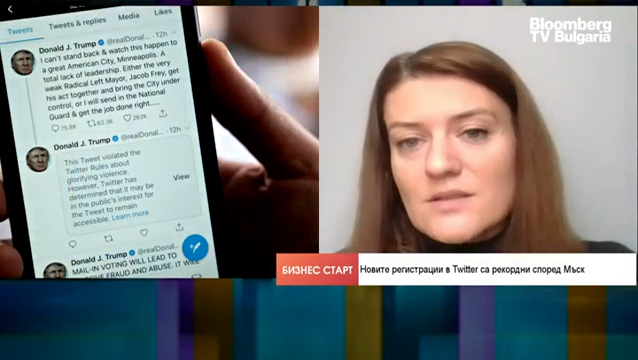 Tweets Tweets & replies Media Likes
Donald J. Trump @realDona... · 12h
I can't stand back & watch this happen to
a great American City, Minneapolis. A
total lack of leadership. Either the very
weak Radical Left Mayor, Jacob Frey, get
his act together and bring the City under
control, or I will send in the National
Guard & get the job done right.....
75.8K 62.3K 262K
Donald J. Trump @realDonal... · 12h
This Tweet violated the
Twitter Rules about
glorifying violence.
However, Twitter has
determined that it may be
in the public's interest for
the Tweet to remain
accessible. Learn more
View
Donald J. Trump @realDona...
MAIL-IN VOTING WILL LEAD TO
FRAUD AND ABUSE. IT WILL
Bloomberg
TV Bulgaria
БИЗНЕС СТАРТ
Новите регистрации в Twitter са рекордни според Мъск